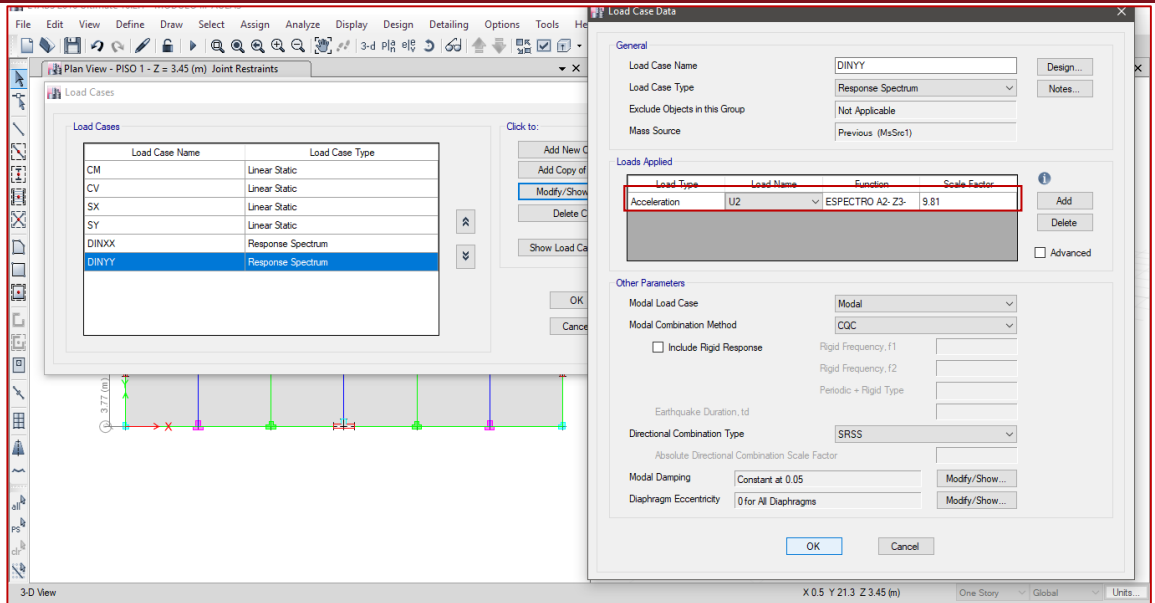 File Edit View Define Draw Select Assign Analyze Display Design Detailing Options Tools He
3-d
Plan View - PISO 1 - Z = 3.45 (m) Joint Restraints
Load Cases
Load Cases
Load Case Name Load Case Type
CM Linear Static
CV Linear Static
SX Linear Static
SY Linear Static
DINXX Response Spectrum
DINYY Response Spectrum
Click to:
Add New C
Add Copy of
Modify/Show
Delete C
Show Load Ca
OK
Cance
3.77 (m)
Y
X
all
PS
clr
3-D View
X 0.5 Y 21.3 Z 3.45 (m)
One Story
Global
Units...
Load Case Data
General
Load Case Name DINYY Design...
Load Case Type Response Spectrum Notes...
Exclude Objects in this Group Not Applicable
Mass Source Previous (MsSrc1)
Loads Applied
Load Type Load Name Function Scale Factor
Acceleration U2 ESPECTRO A2- Z3- 9.81
Add
Delete
Advanced
Other Parameters
Modal Load Case Modal
Modal Combination Method CQC
Include Rigid Response Rigid Frequency, f1
Rigid Frequency, f2
Periodic + Rigid Type
Earthquake Duration, td
Directional Combination Type SRSS
Absolute Directional Combination Scale Factor
Modal Damping Constant at 0.05 Modify/Show...
Diaphragm Eccentricity 0 for All Diaphragms Modify/Show...
OK Cancel